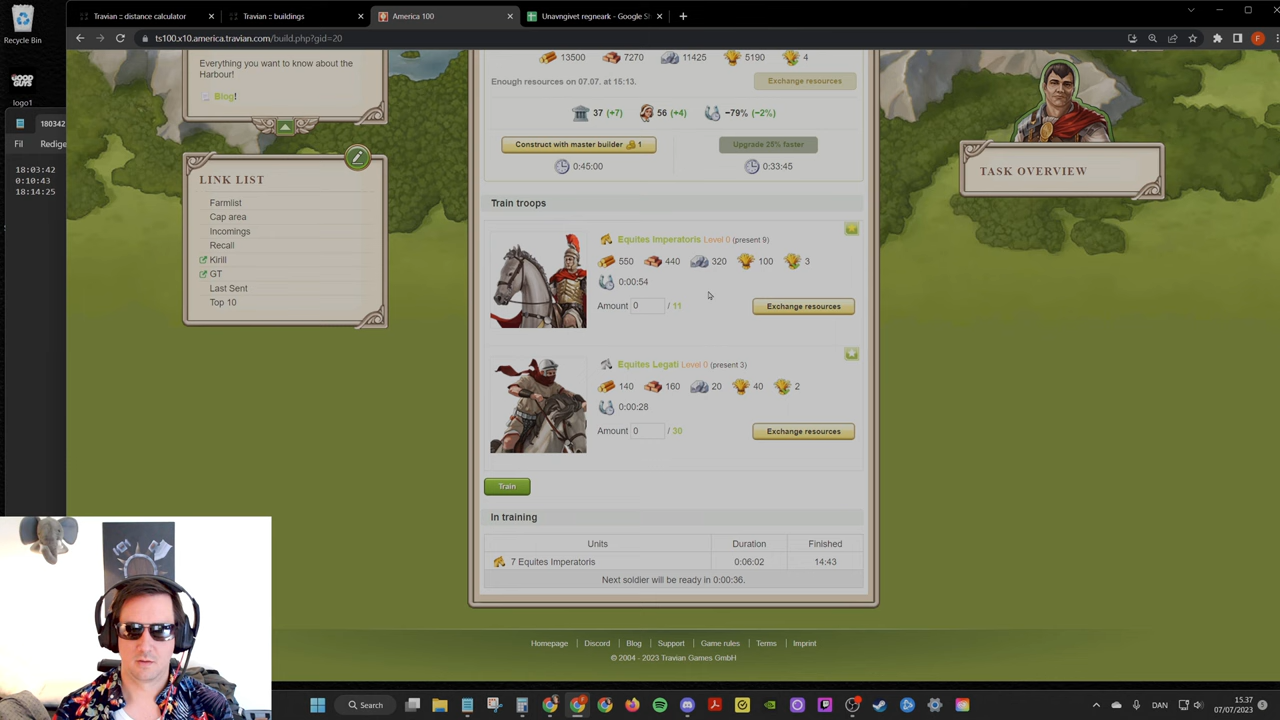 Recycle Bin
logo1
Travian :: distance calculator
Travian :: buildings
America 100
Unavngivet regneark - Google Sh
ts100.x10.america.travian.com/build.php?gid=20
180342
Fil Redige
18:03:42
0:10:43
18:14:25
Everything you want to know about the
Harbour!
Blog!
LINK LIST
Farmlist
Cap area
Incomings
Recall
Kirill
GT
Last Sent
Top 10
13500 7270 11425 5190 4
Enough resources on 07.07. at 15:13.
Exchange resources
37 (+7) 56 (+4) −79% (−2%)
Construct with master builder 1
Upgrade 25% faster
0:45:00 0:33:45
Train troops
Equites Imperatoris Level 0 (present 9)
550 440 320 100 3
0:00:54
Amount 0 / 11
Exchange resources
Equites Legati Level 0 (present 3)
140 160 20 40 2
0:00:28
Amount 0 / 30
Exchange resources
Train
In training
Units Duration Finished
7 Equites Imperatoris 0:06:02 14:43
Next soldier will be ready in 0:00:36.
TASK OVERVIEW
Homepage Discord Blog Support Game rules Terms Imprint
© 2004 - 2023 Travian Games GmbH
Search
DAN
15.37
07/07/2023